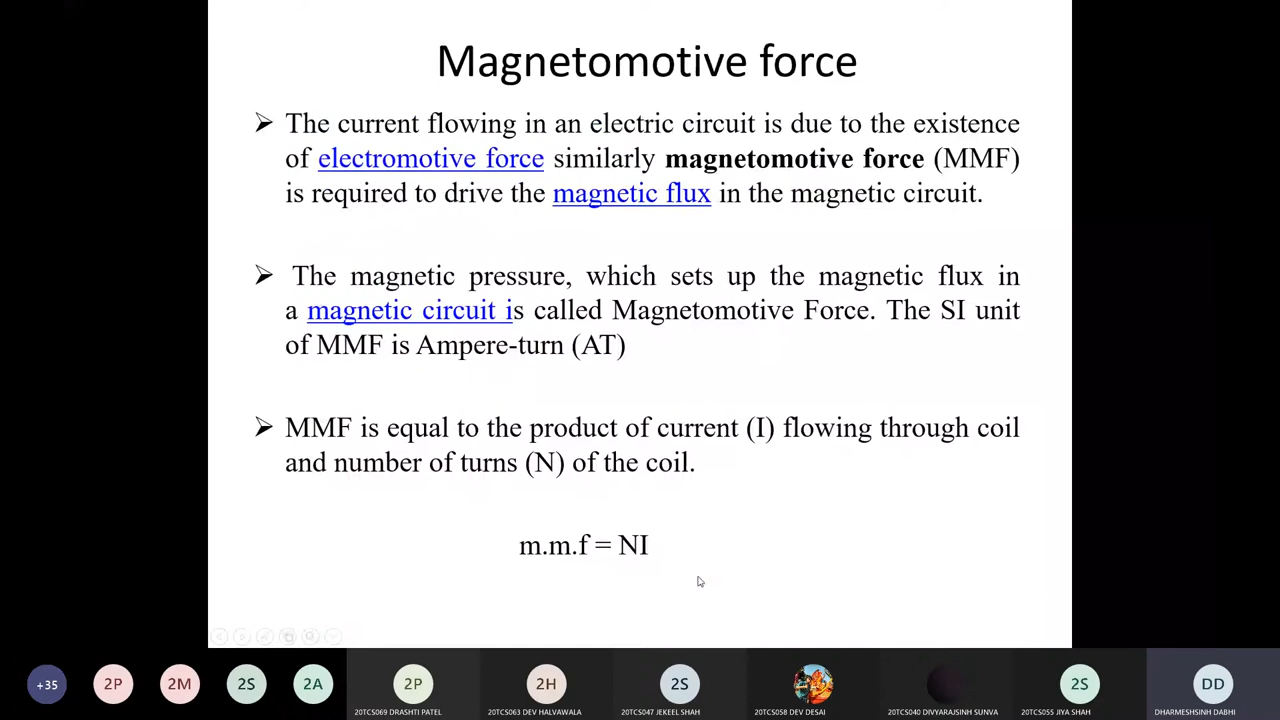 Magnetomotive force
➢ The current flowing in an electric circuit is due to the existence
of electromotive force similarly magnetomotive force (MMF)
is required to drive the magnetic flux in the magnetic circuit.
➢ The magnetic pressure, which sets up the magnetic flux in
a magnetic circuit is called Magnetomotive Force. The SI unit
of MMF is Ampere-turn (AT)
➢ MMF is equal to the product of current (I) flowing through coil
and number of turns (N) of the coil.
m.m.f = NI
+35 2P 2M 2S 2A 2P 2H 2S 2S DD
20TCS069 DRASHTI PATEL 20TCS063 DEV HALVAWALA 20TCS047 JEKEEL SHAH 20TCS058 DEV DESAI 20TCS040 DIVYARAJSINH SUNVA 20TCS055 JIYA SHAH DHARMESHSINH DABHI